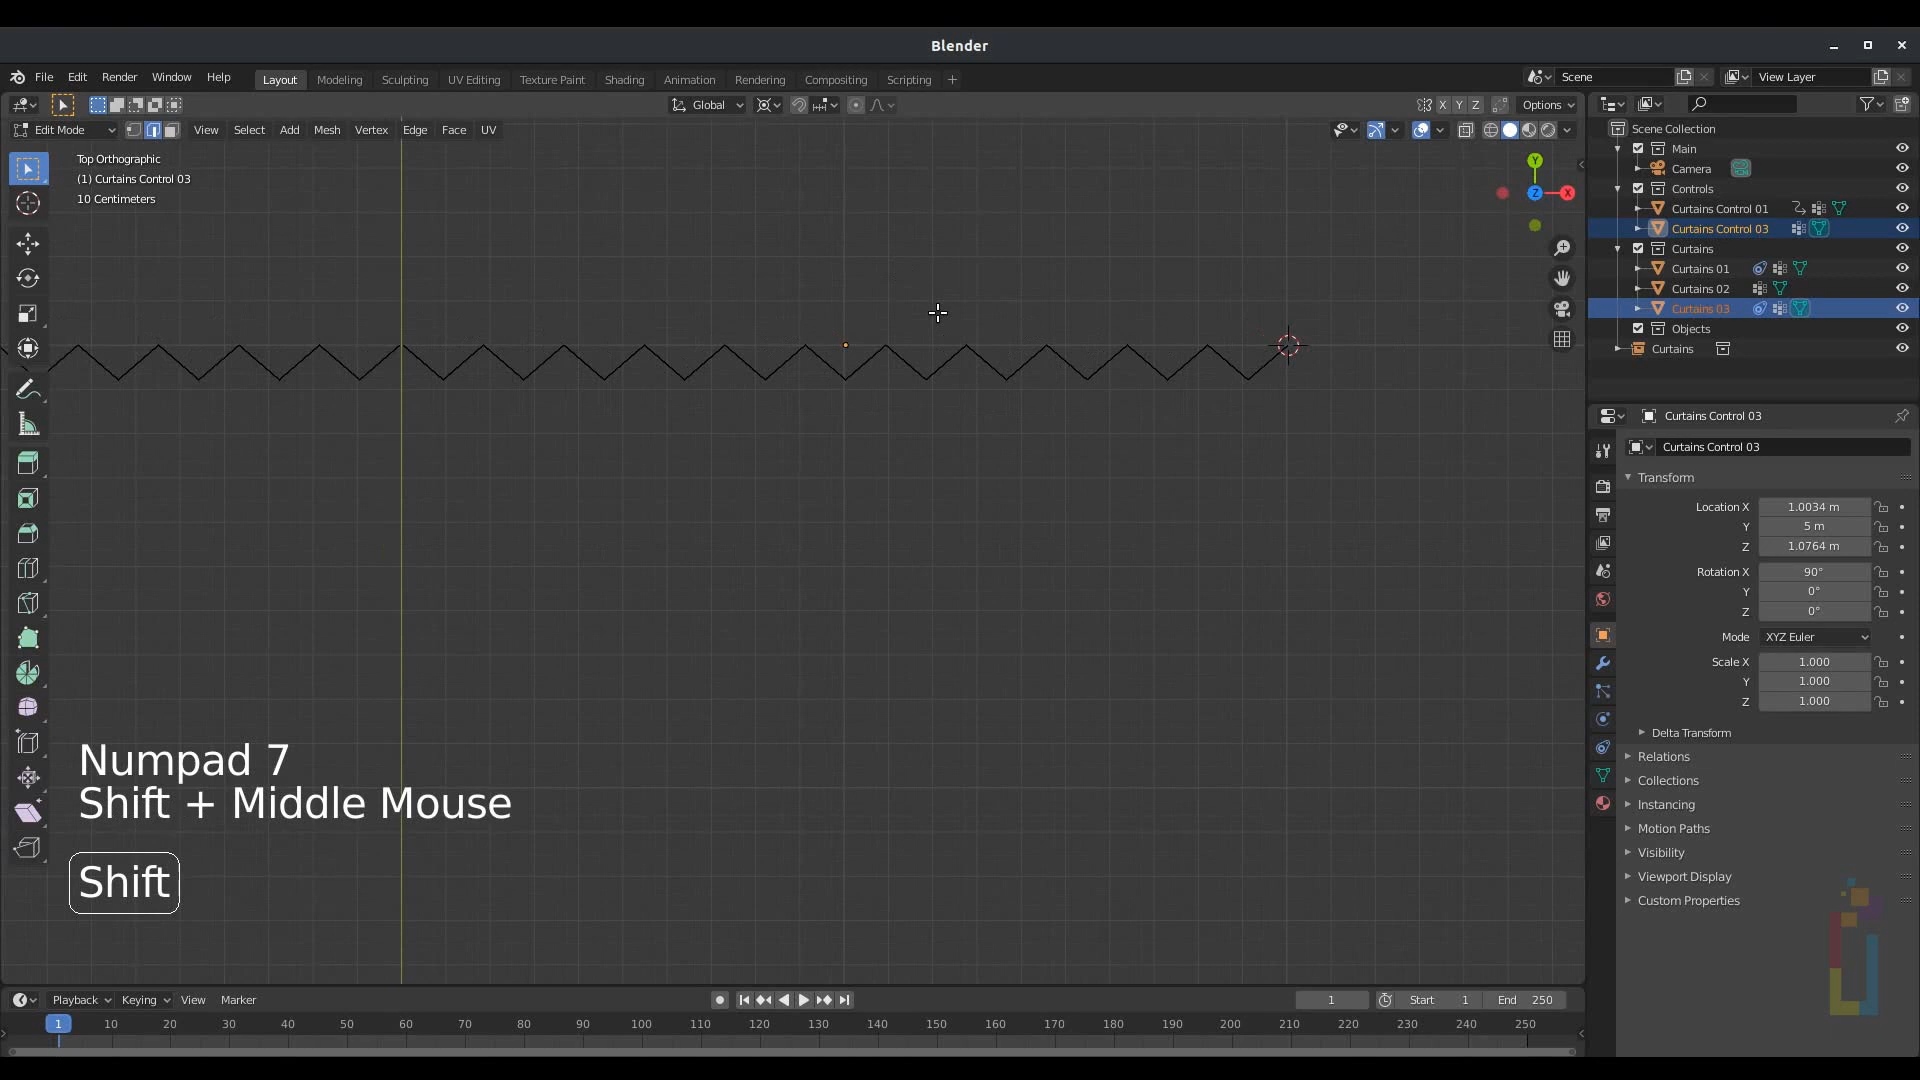 Blender
File Edit Render Window Help
Layout Modeling Sculpting UV Editing Texture Paint Shading Animation Rendering Compositing Scripting
Scene View Layer
Global X Y Z Options
Edit Mode View Select Add Mesh Vertex Edge Face UV
Top Orthographic
(1) Curtains Control 03
10 Centimeters
Y
Z X
Scene Collection
Main
Camera
Controls
Curtains Control 01
Curtains Control 03
Curtains
Curtains 01
Curtains 02
Curtains 03
Objects
Curtains
Curtains Control 03
Curtains Control 03
Transform
Location X 1.0034 m
Y 5 m
Z 1.0764 m
Rotation X 90°
Y 0°
Z 0°
Mode XYZ Euler
Scale X 1.000
Y 1.000
Z 1.000
Delta Transform
Relations
Collections
Instancing
Motion Paths
Visibility
Viewport Display
Custom Properties
Numpad 7
Shift + Middle Mouse
Shift
Playback Keying View Marker 1 Start 1 End 250
1 10 20 30 40 50 60 70 80 90 100 110 120 130 140 150 160 170 180 190 200 210 220 230 240 250